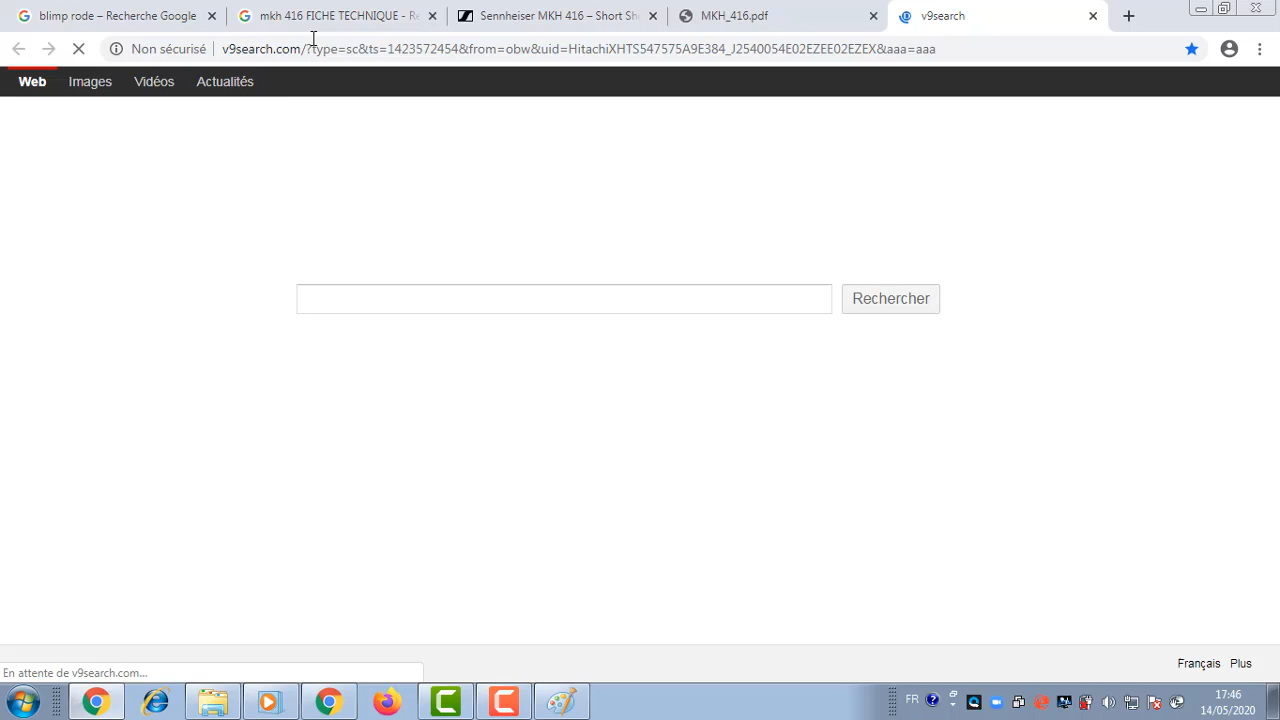 blimp rode – Recherche Google
mkh 416 FICHE TECHNIQUE - Re
Sennheiser MKH 416 – Short Sh
MKH_416.pdf
v9search
Non sécurisé
v9search.com/?type=sc&ts=1423572454&from=obw&uid=HitachiXHTS547575A9E384_J2540054E02EZEE02EZEX&aaa=aaa
Web
Images
Vidéos
Actualités
Rechercher
Français
Plus
En attente de v9search.com...
FR
17:46
14/05/2020